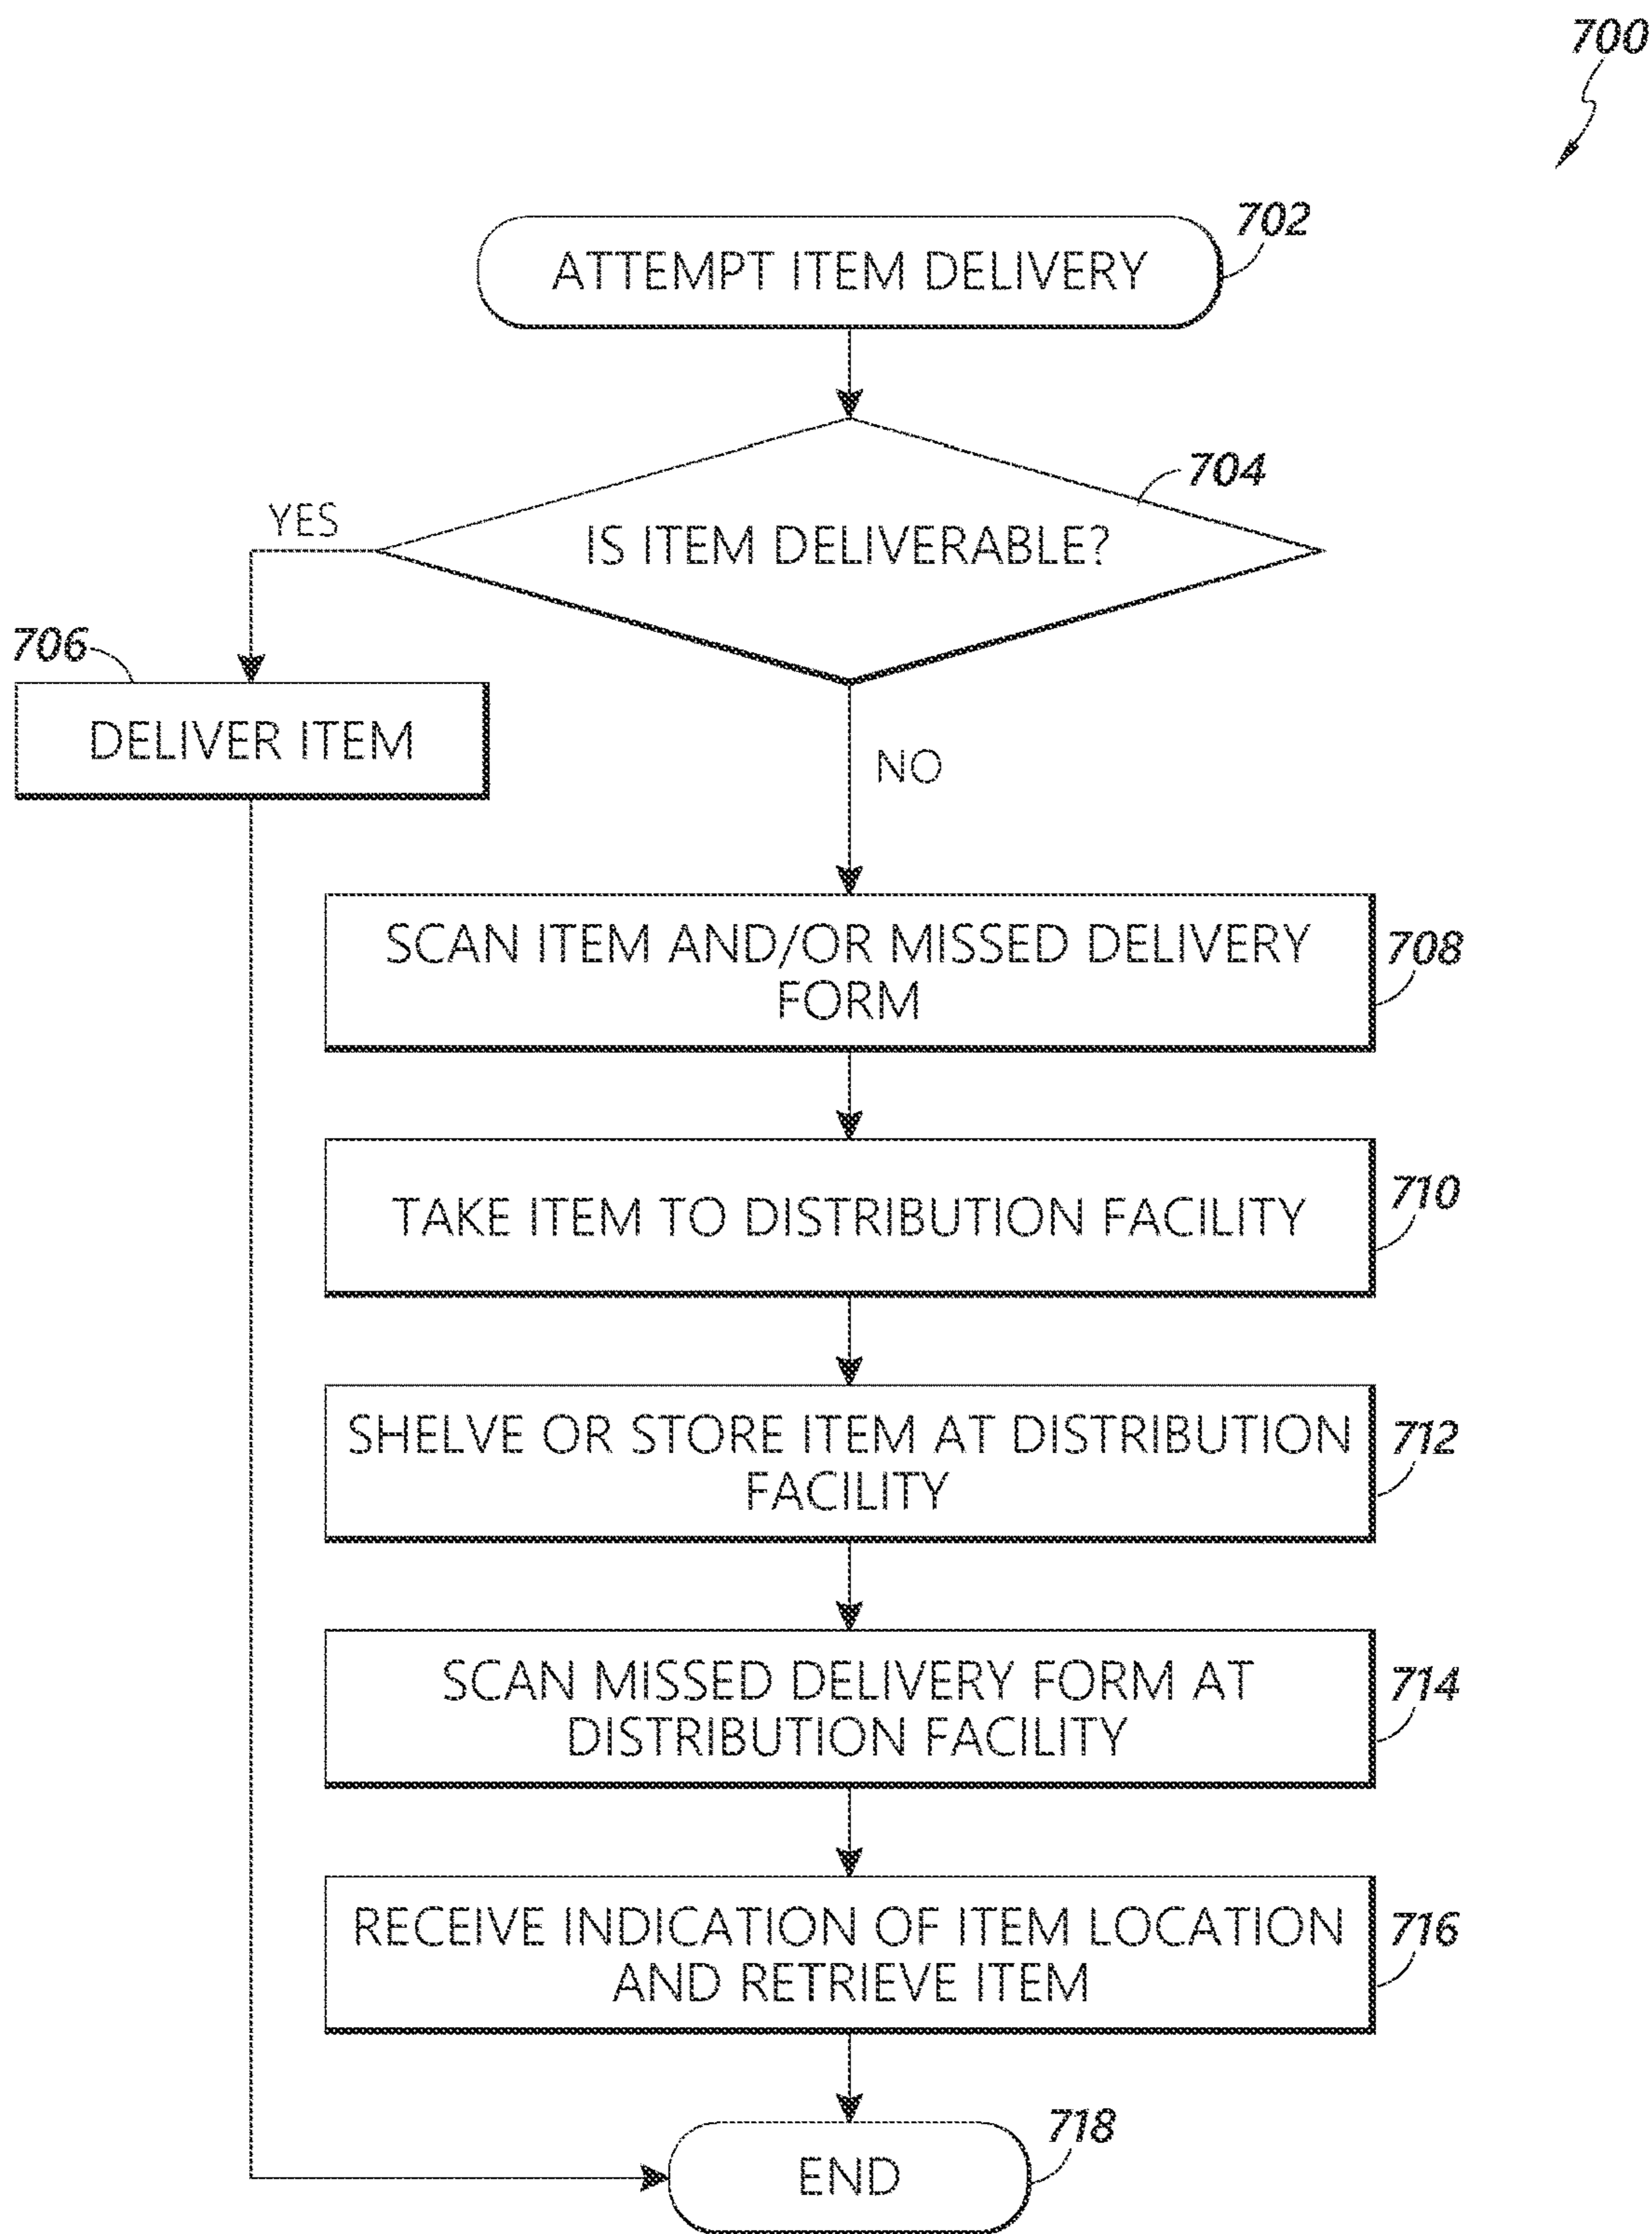 700
702
ATTEMPT ITEM DELIVERY
704
YES
IS ITEM DELIVERABLE?
706
DELIVER ITEM
NO
SCAN ITEM AND/OR MISSED DELIVERY
FORM
708
TAKE ITEM TO DISTRIBUTION FACILITY
710
SHELVE OR STORE ITEM AT DISTRIBUTION
FACILITY
712
SCAN MISSED DELIVERY FORM AT
DISTRIBUTION FACILITY
714
RECEIVE INDICATION OF ITEM LOCATION
AND RETRIEVE ITEM
716
718
END